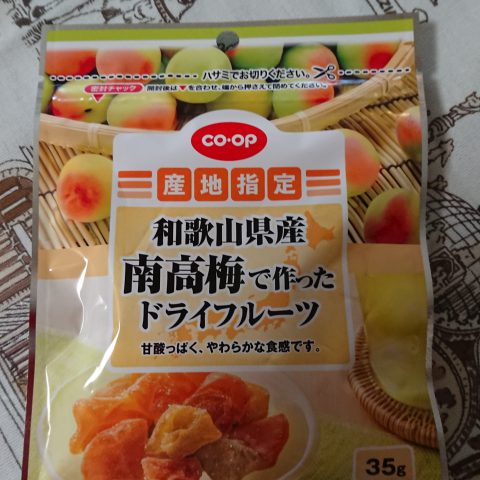 ハサミでお切りください。
密封チャック
開封後は▼を合わせ、端から押さえて閉めてください。
CO・OP
産地指定
和歌山県産
南高梅で作った
ドライフルーツ
甘酸っぱく、やわらかな食感です。
35g